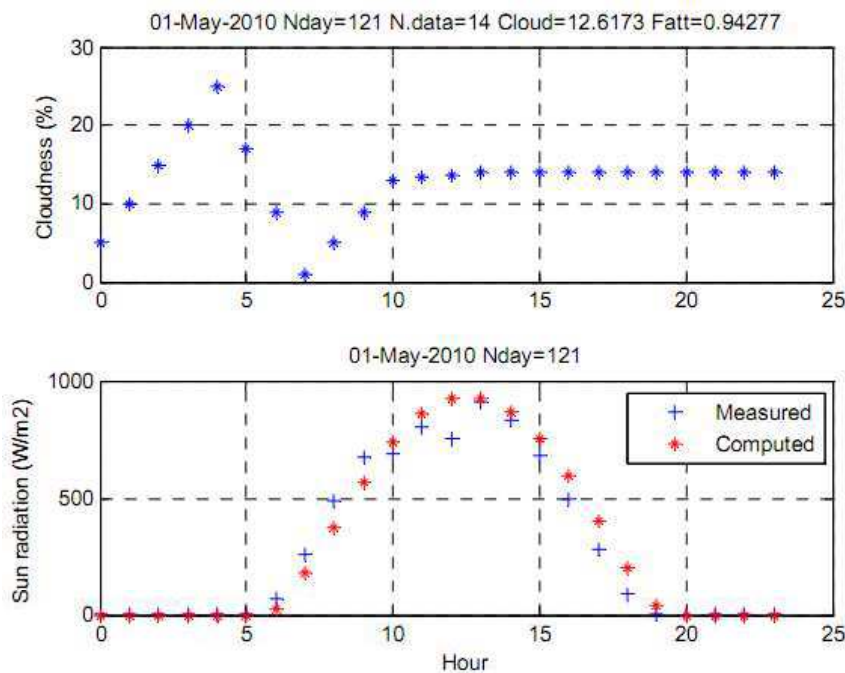 01-May-2010 Nday=121 N.data=14 Cloud=12.6173 Fatt=0.94277
30
20
10
0
Cloudness (%)
0 5 10 15 20 25
01-May-2010 Nday=121
1000
500
0
Sun radiation (W/m2)
Measured
Computed
0 5 10 15 20 25
Hour